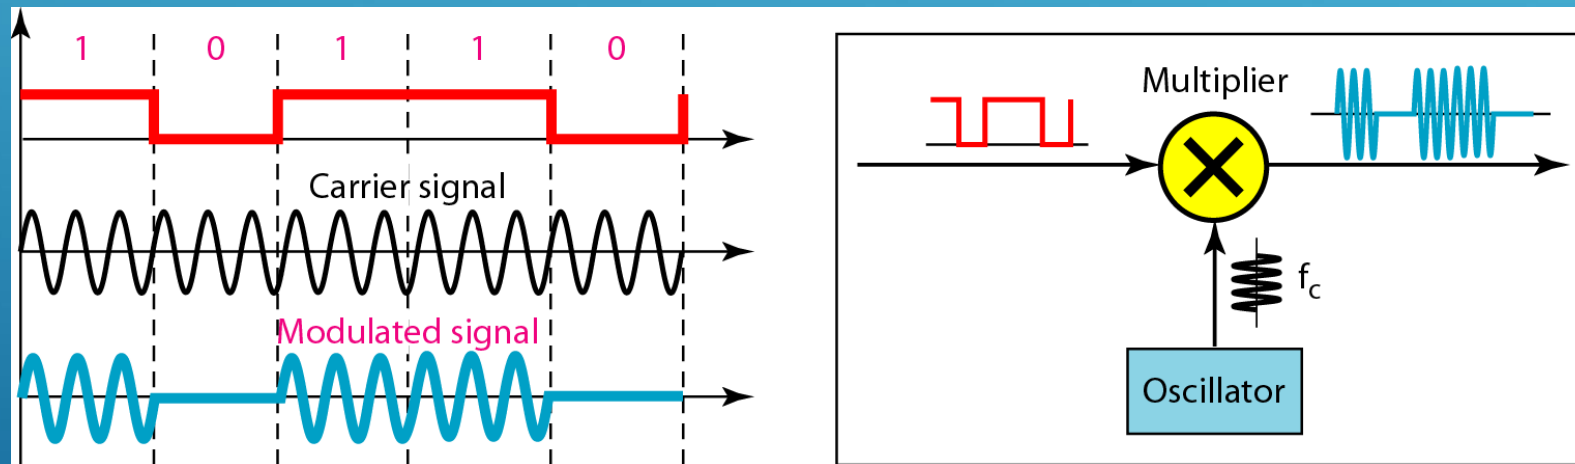 1 0 1 1 0
Carrier signal
Modulated signal
Multiplier
fc
Oscillator